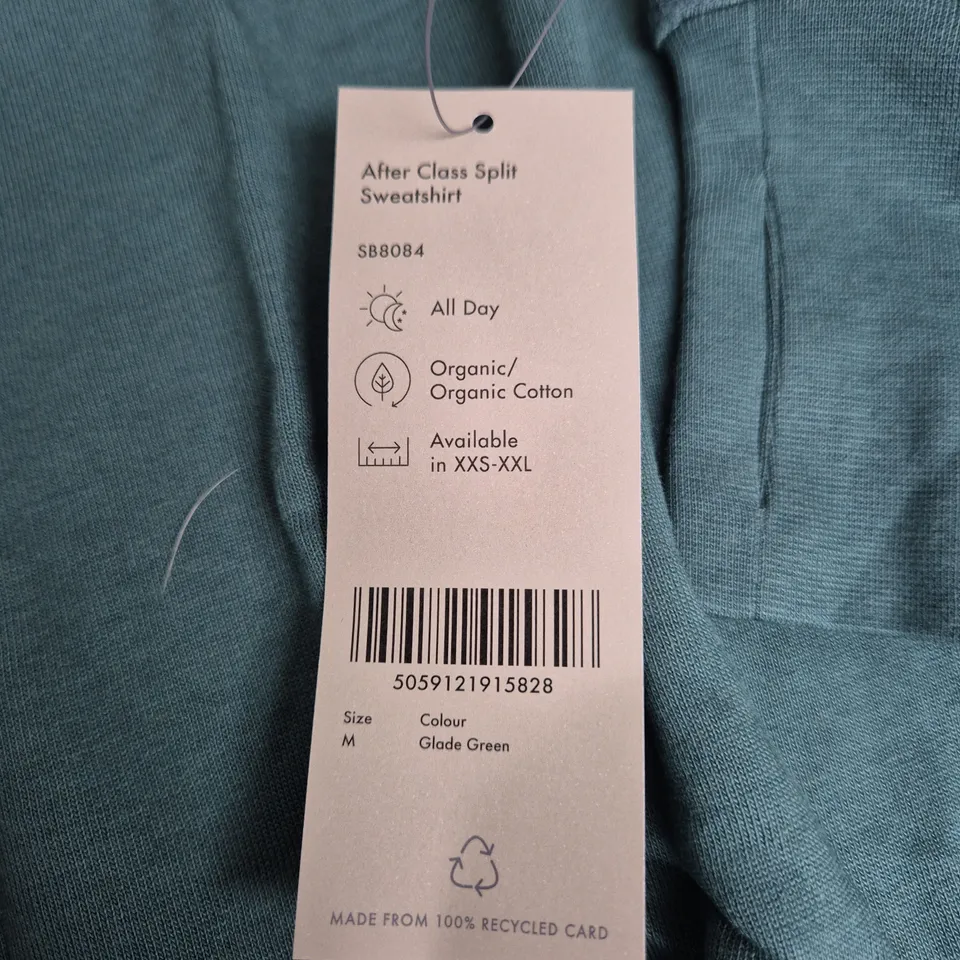 After Class Split
Sweatshirt
SB8084
All Day
Organic/
Organic Cotton
Available
in XXS-XXL
5059121915828
Size Colour
M Glade Green
MADE FROM 100% RECYCLED CARD